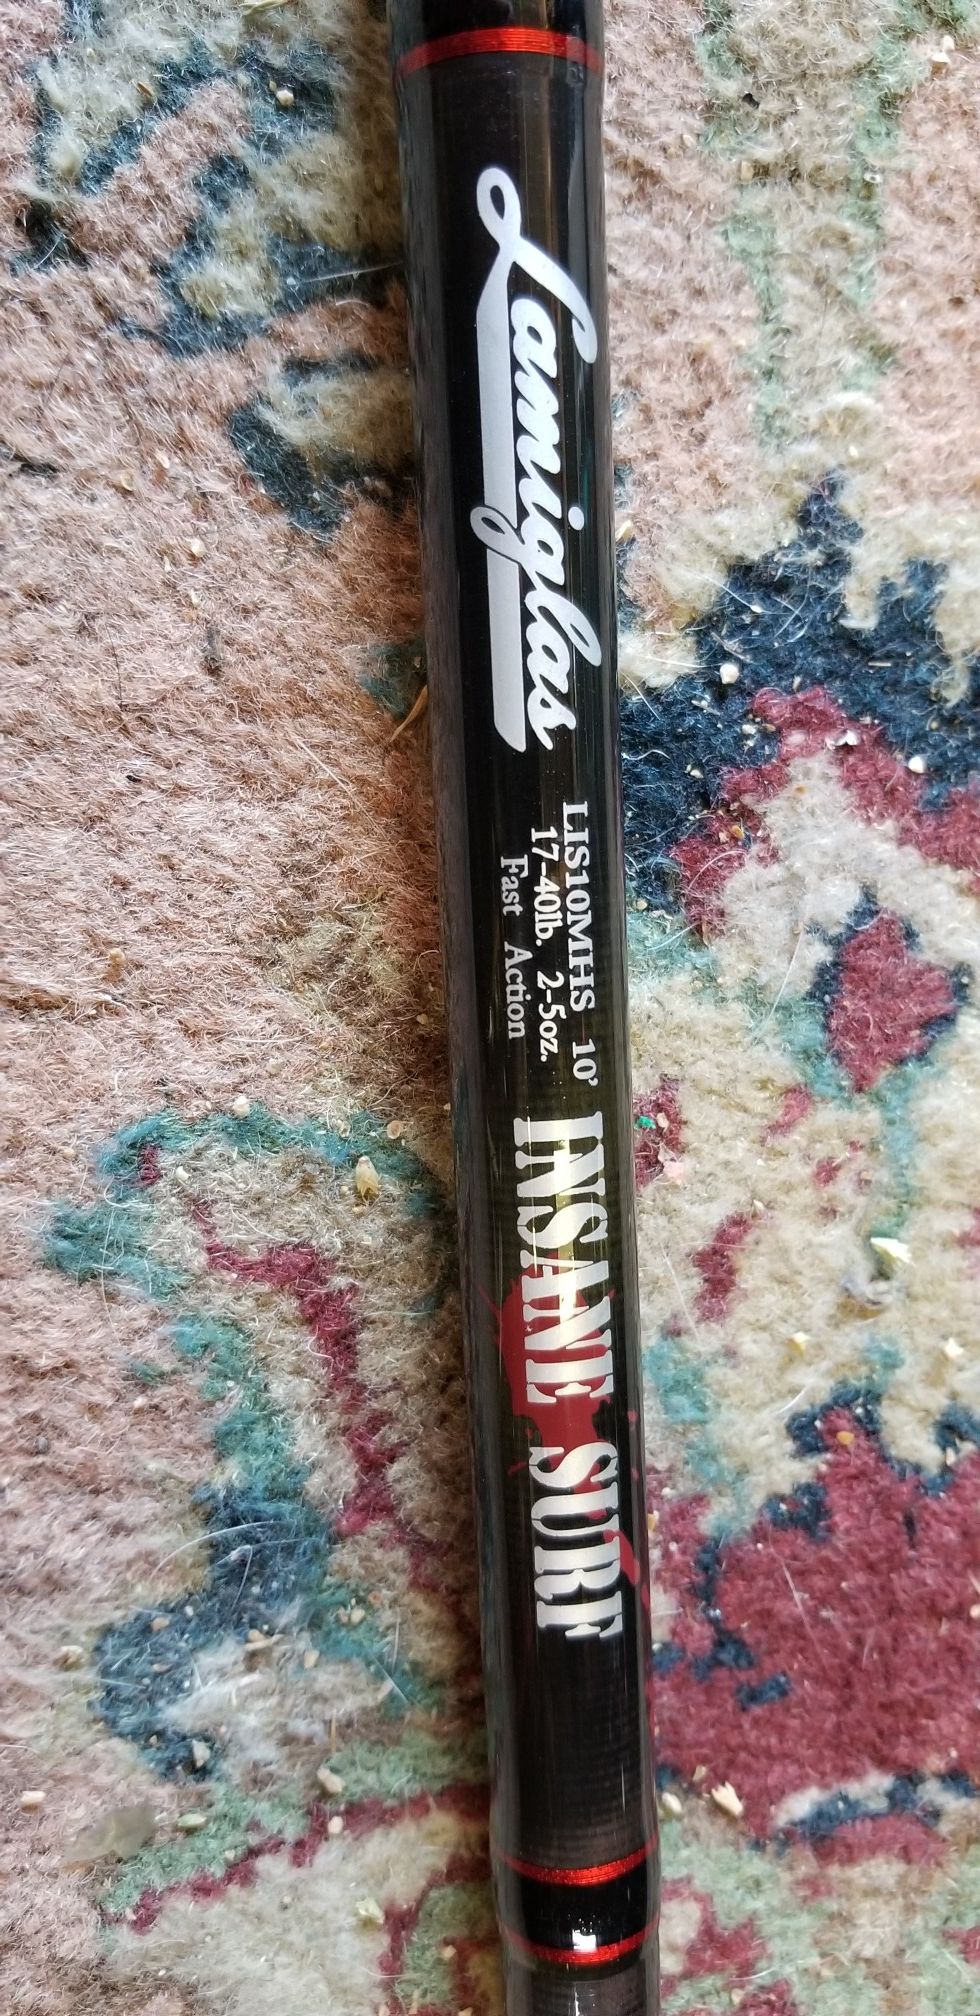 Lamiglas
LIS10MHS 10'
17-40lb. 2-5oz.
Fast Action
INSANE SURF